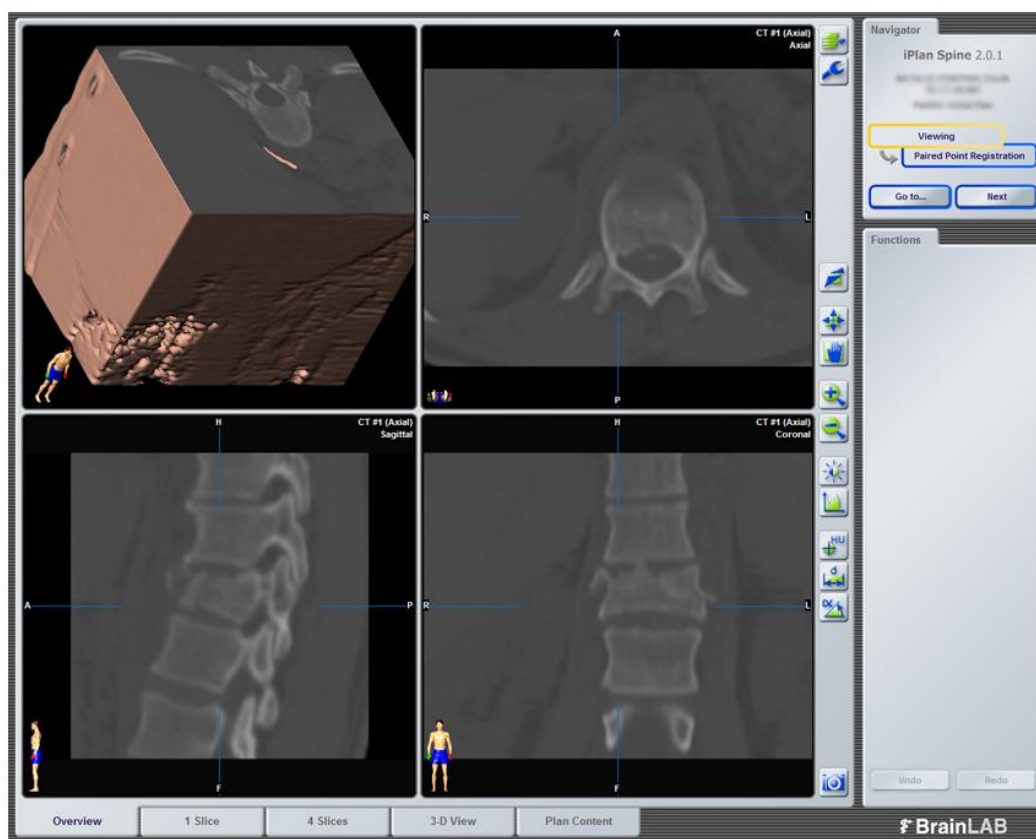 Navigator
iPlan Spine 2.0.1
Viewing
Paired Point Registration
Go to...
Next
Functions
Undo
Redo
CT #1 (Axial)
Axial
A
R
L
P
CT #1 (Axial)
Sagittal
H
A
P
F
CT #1 (Axial)
Coronal
H
R
L
F
HU
d
α
Overview
1 Slice
4 Slices
3-D View
Plan Content
BrainLAB